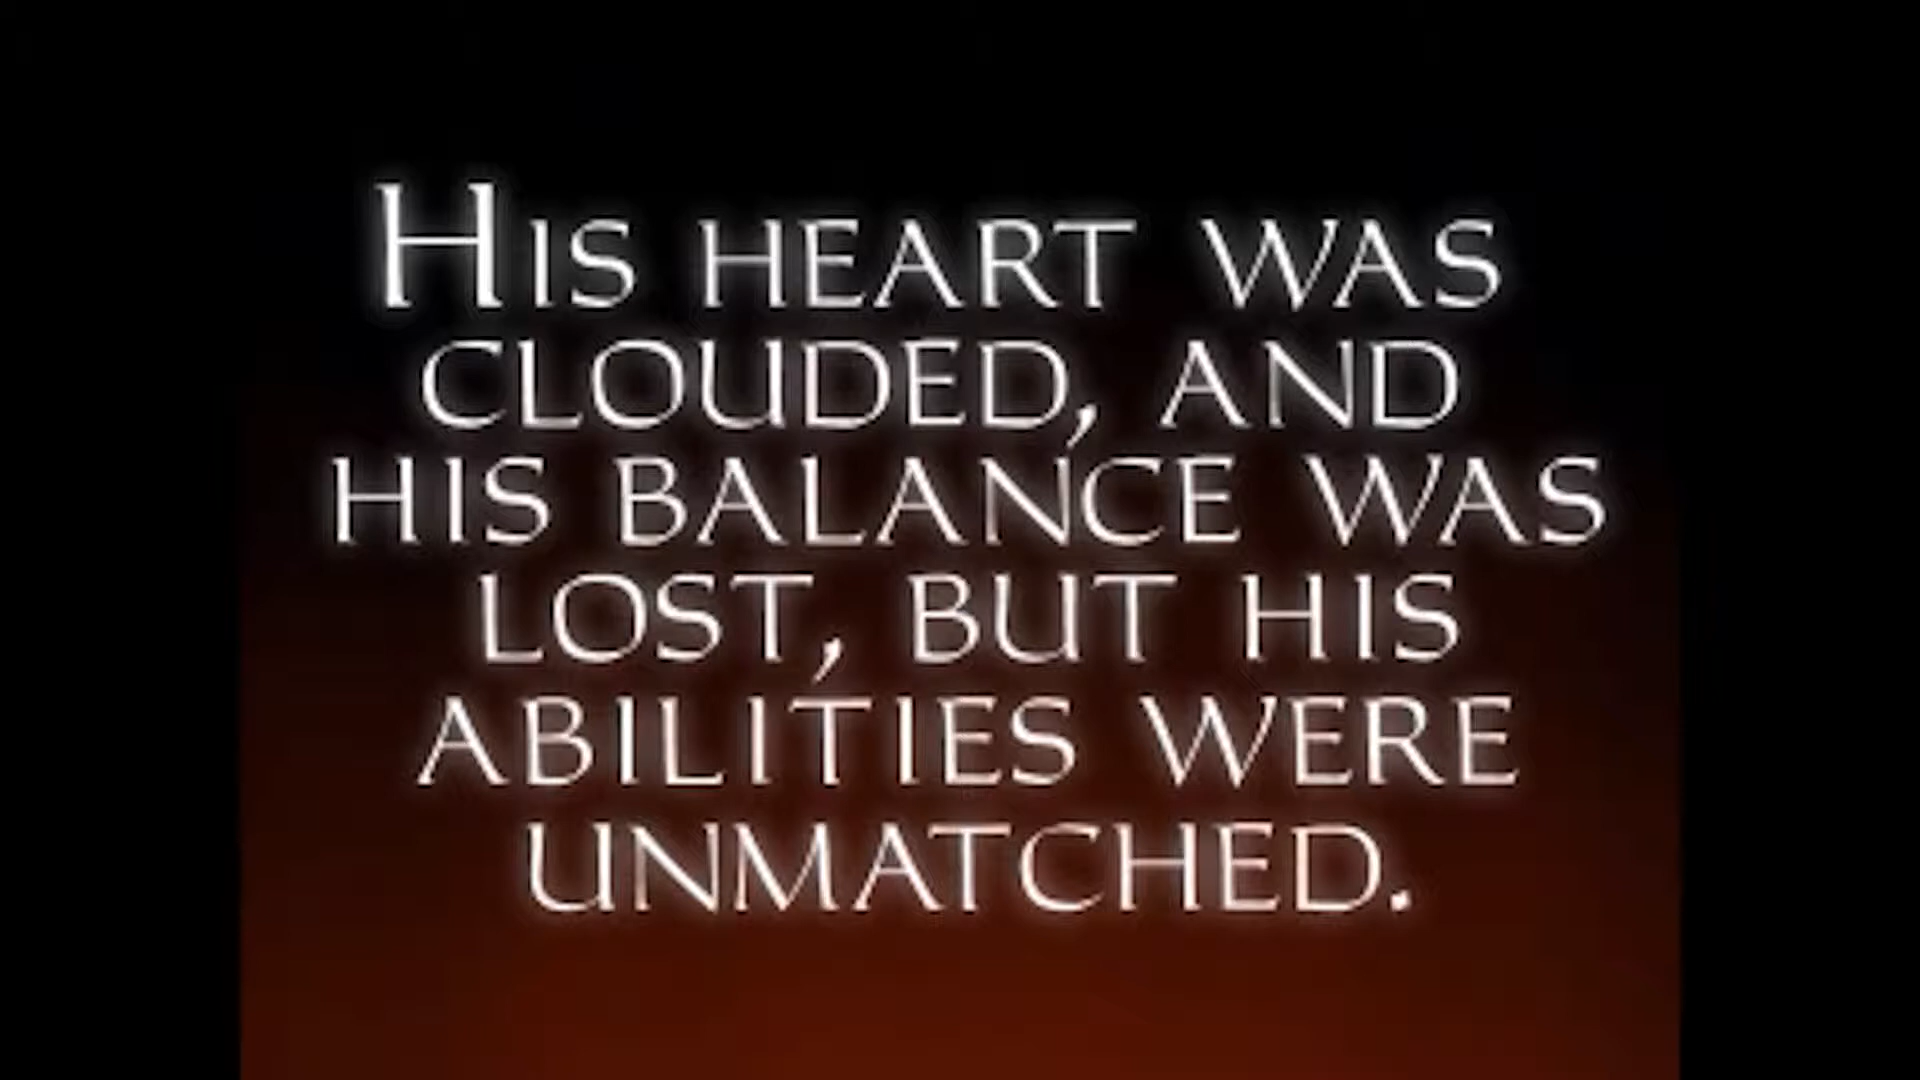 His heart was
clouded, and
his balance was
lost, but his
abilities were
unmatched.